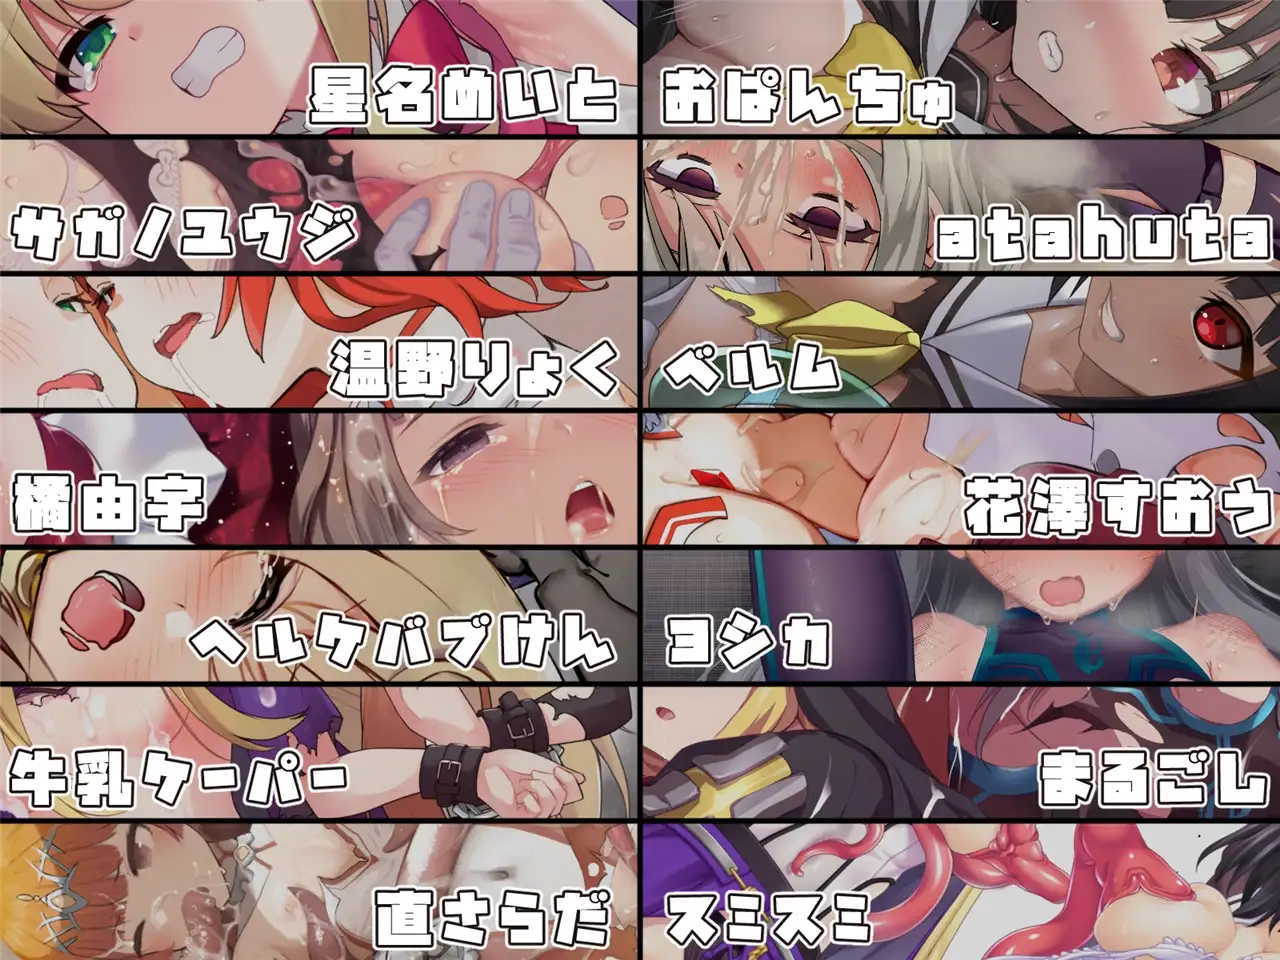 星名めいと
おぱんちゅ
サガノユウジ
atahuta
温野りょく
ベルム
橘由宇
花澤すおう
ヘルケバブけん
ヨシカ
牛乳ケーパー
まるごし
直さらだ
スミスミ